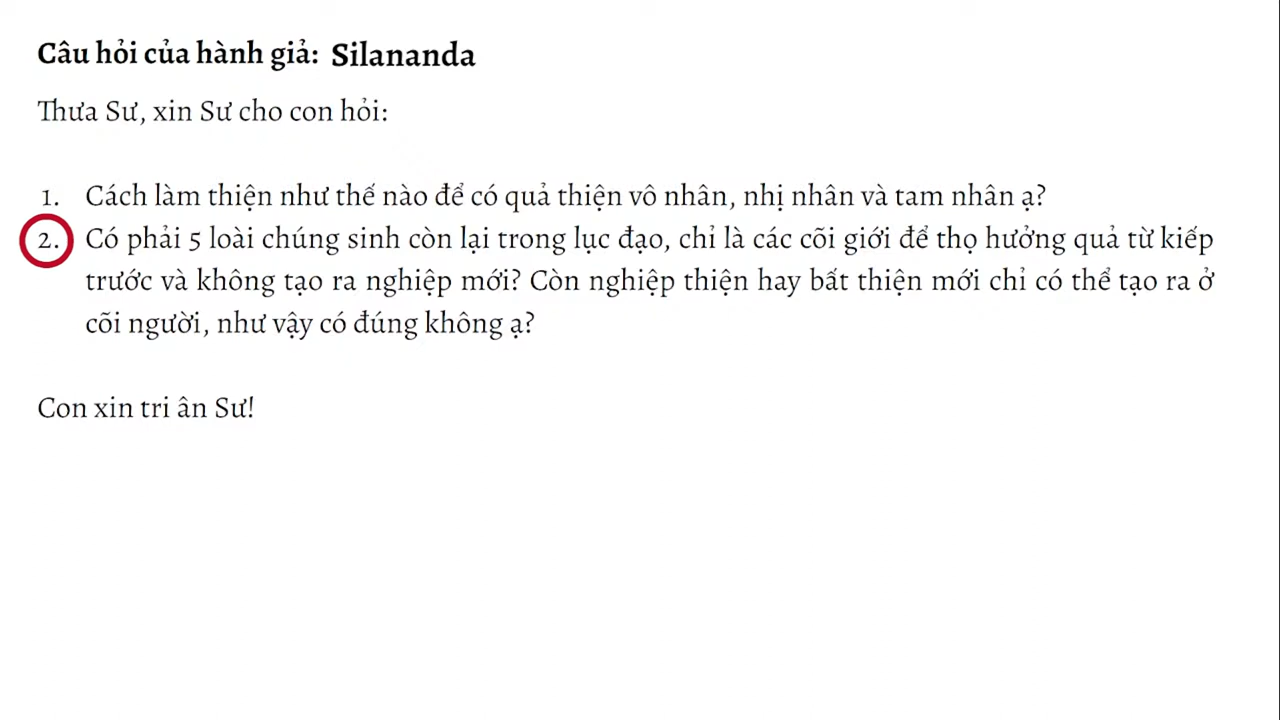 Câu hỏi của hành giả: Silananda
Thưa Sư, xin Sư cho con hỏi:
1. Cách làm thiện như thế nào để có quả thiện vô nhân, nhị nhân và tam nhân ạ?
2. Có phải 5 loài chúng sinh còn lại trong lục đạo, chỉ là các cõi giới để thọ hưởng quả từ kiếp
trước và không tạo ra nghiệp mới? Còn nghiệp thiện hay bất thiện mới chỉ có thể tạo ra ở
cõi người, như vậy có đúng không ạ?
Con xin tri ân Sư!